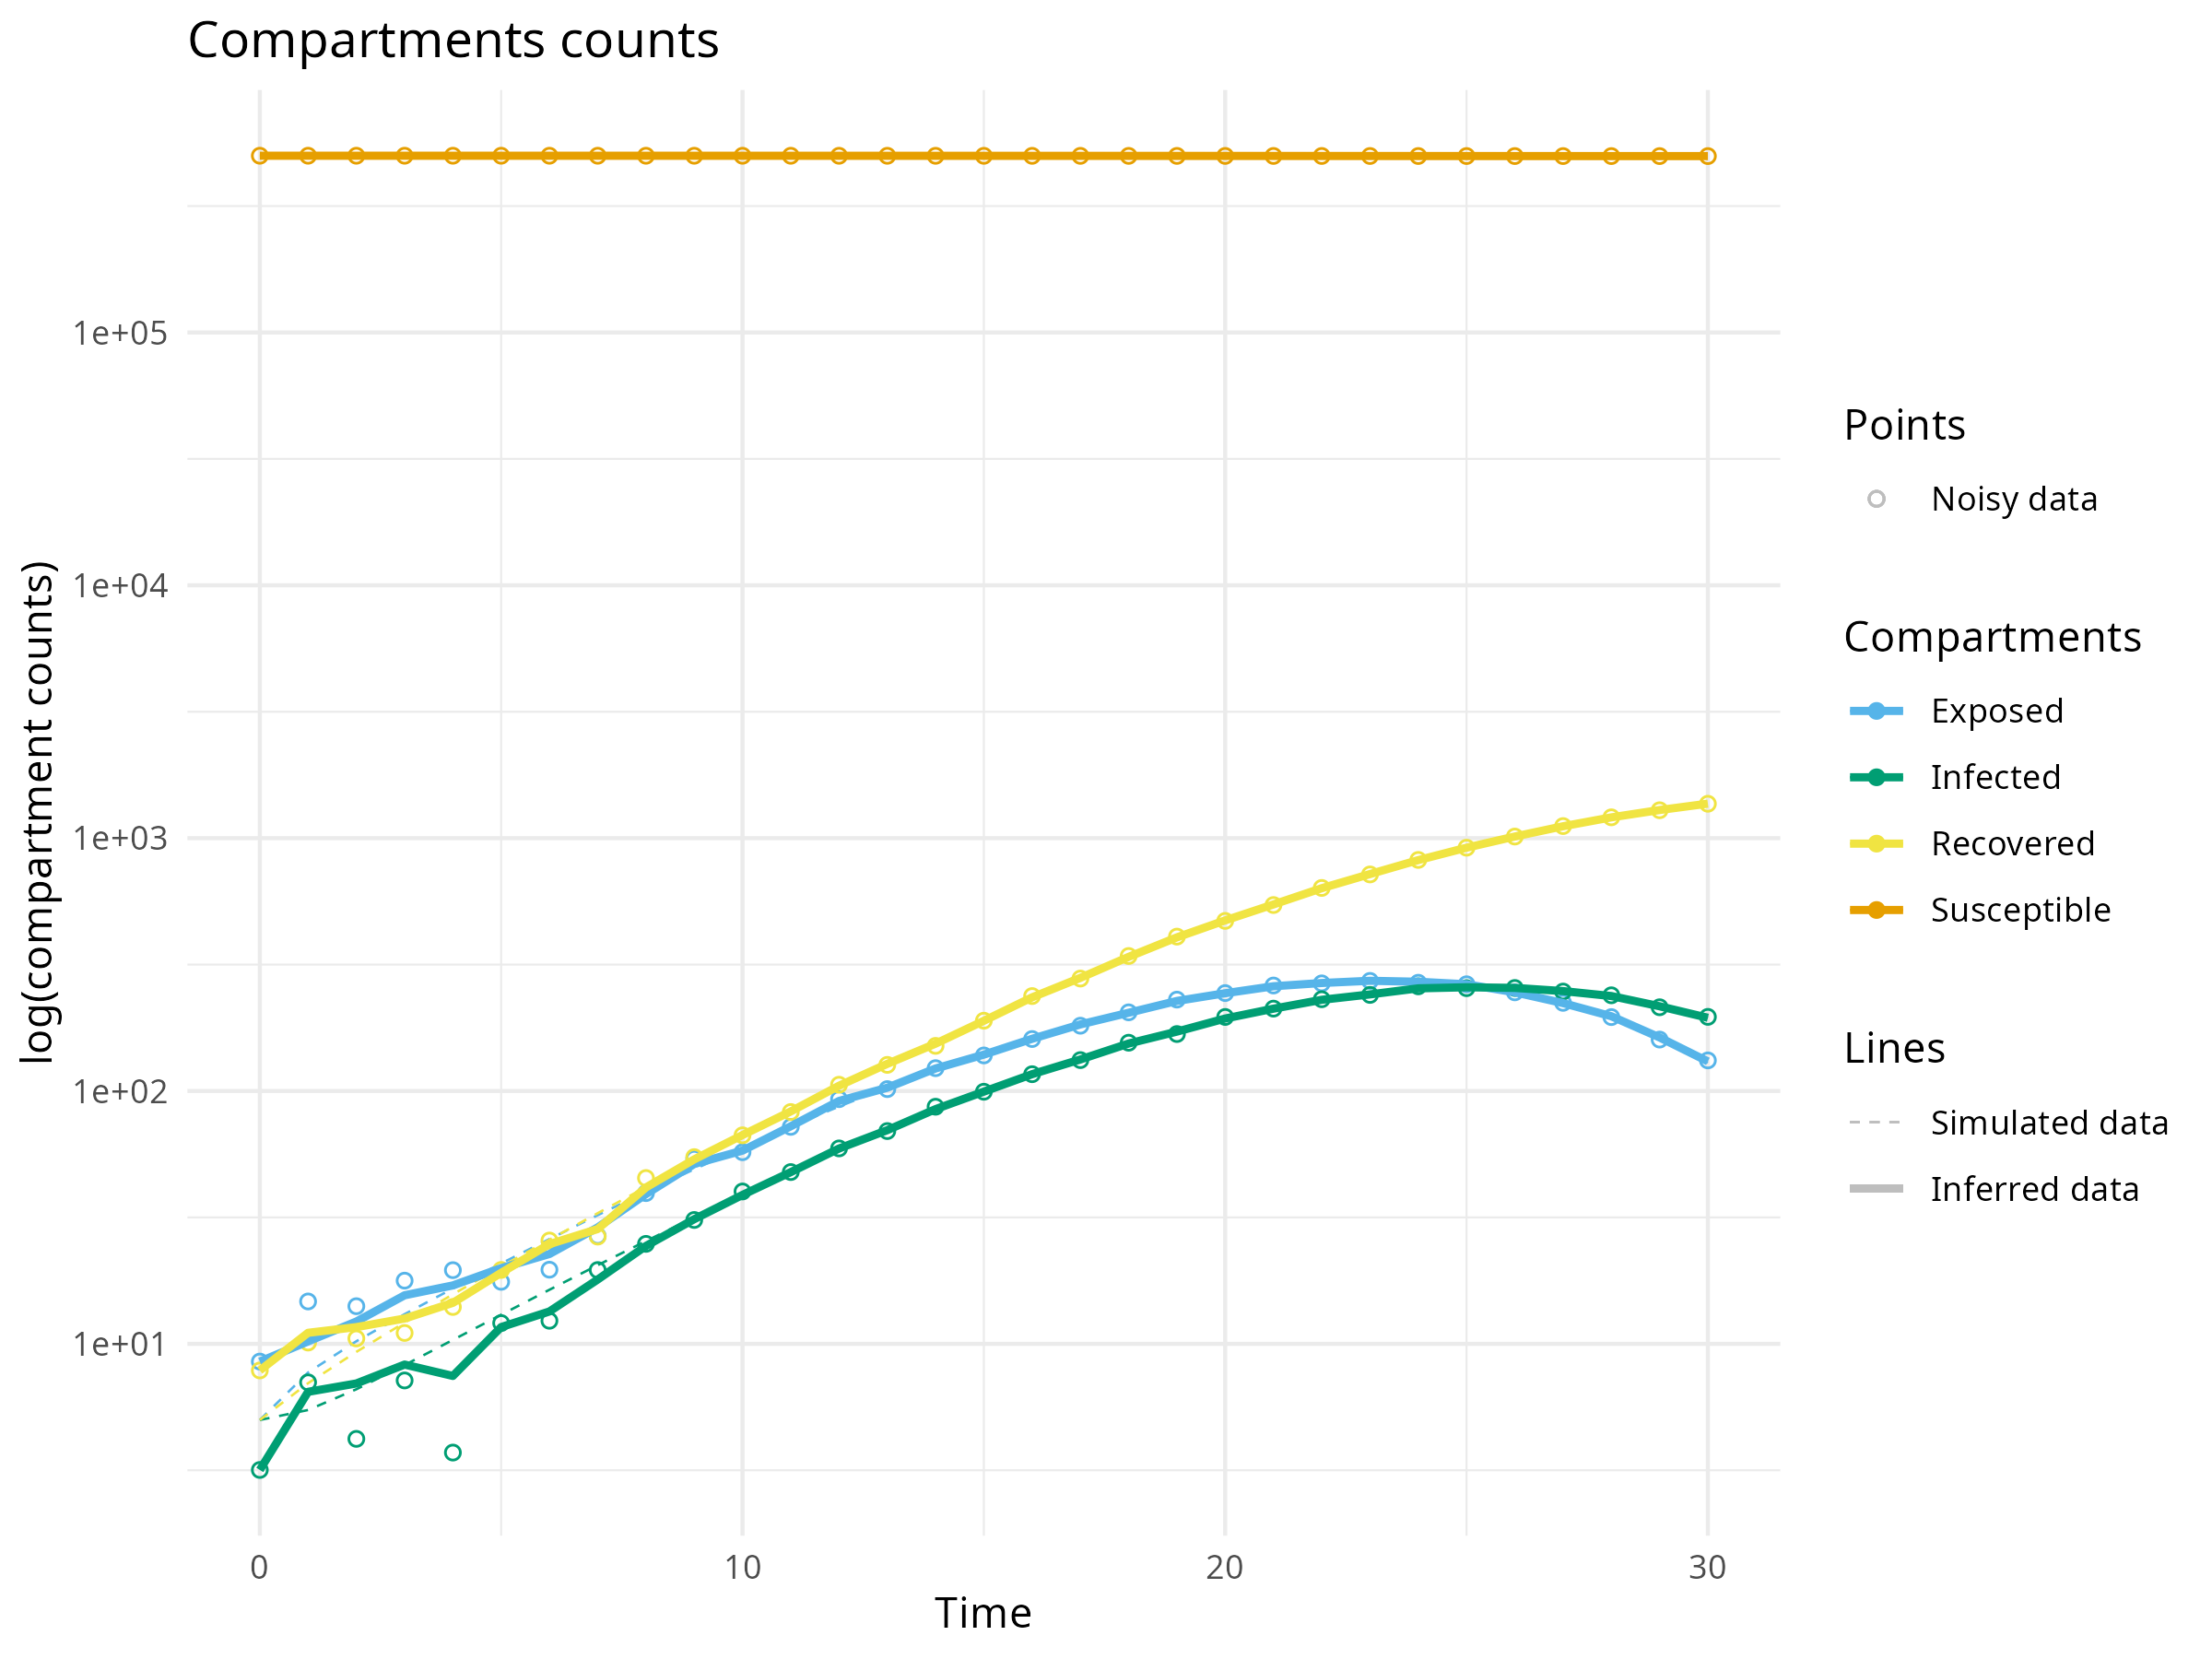 Compartments counts
log(compartment counts)
1e+05
1e+04
1e+03
1e+02
1e+01
0
10
20
30
Time
Points
Noisy data
Compartments
Exposed
Infected
Recovered
Susceptible
Lines
Simulated data
Inferred data